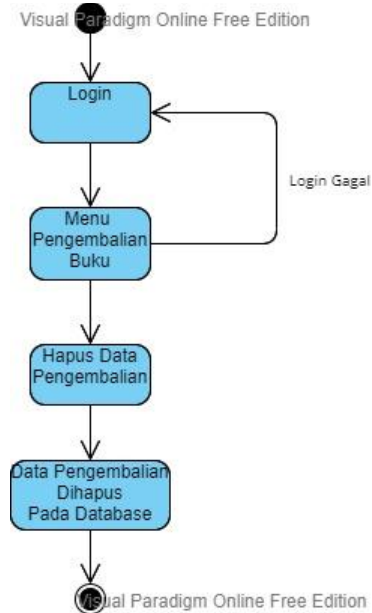 Visual Paradigm Online Free Edition
Login
Login Gagal
Menu
Pengembalian
Buku
Hapus Data
Pengembalian
Data Pengembalian
Dihapus
Pada Database
Visual Paradigm Online Free Edition